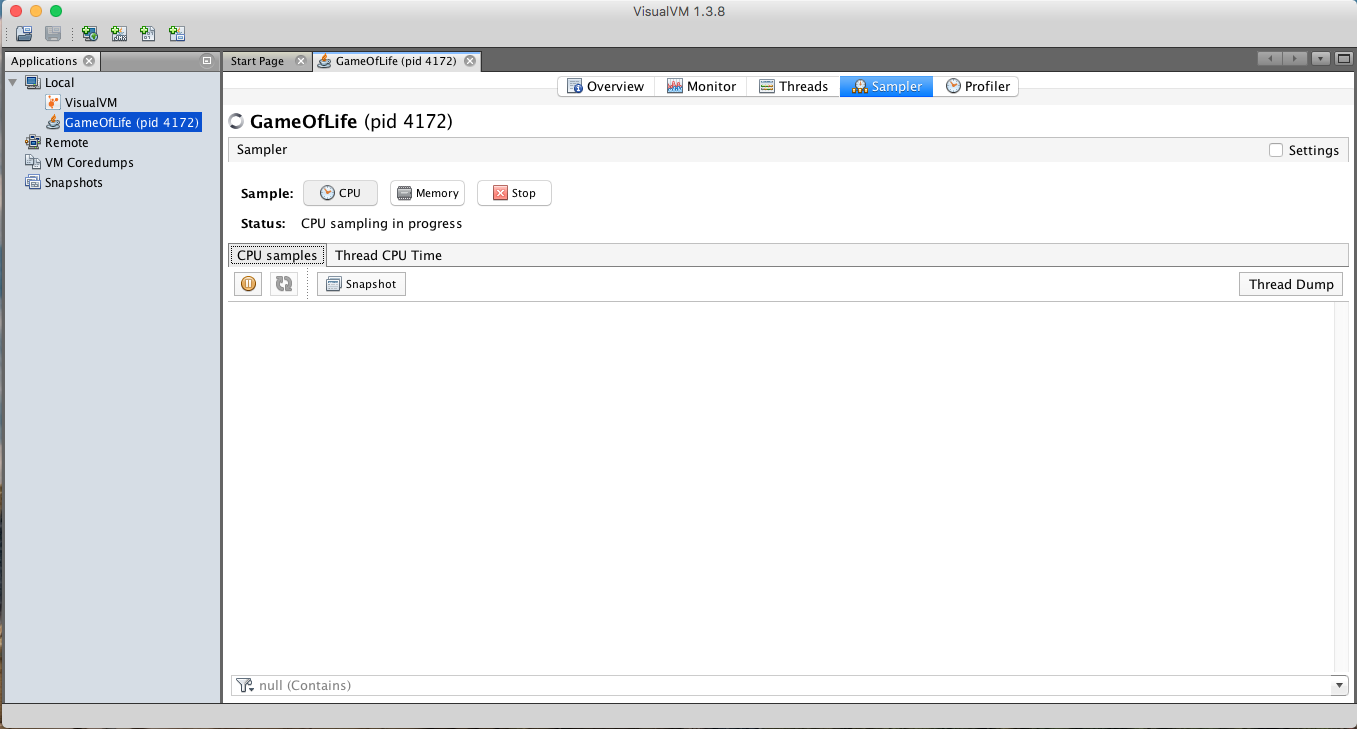 VisualVM 1.3.8
Applications
Start Page
GameOfLife (pid 4172)
Local
VisualVM
GameOfLife (pid 4172)
Remote
VM Coredumps
Snapshots
Overview
Monitor
Threads
Sampler
Profiler
GameOfLife (pid 4172)
Sampler
Settings
Sample:
CPU
Memory
Stop
Status: CPU sampling in progress
CPU samples
Thread CPU Time
Snapshot
Thread Dump
null (Contains)